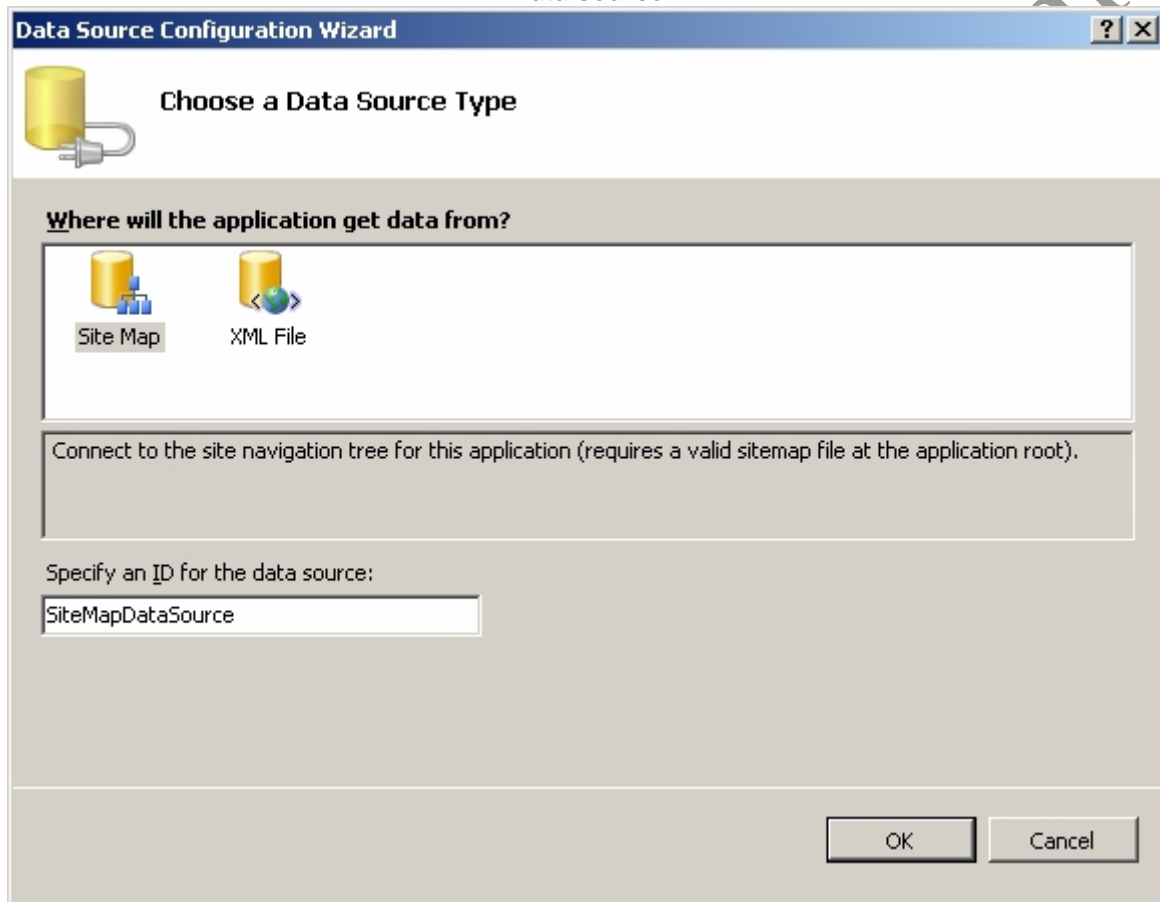 Data Source Configuration Wizard
Choose a Data Source Type
Where will the application get data from?
Site Map
XML File
Connect to the site navigation tree for this application (requires a valid sitemap file at the application root).
Specify an ID for the data source:
SiteMapDataSource
OK
Cancel